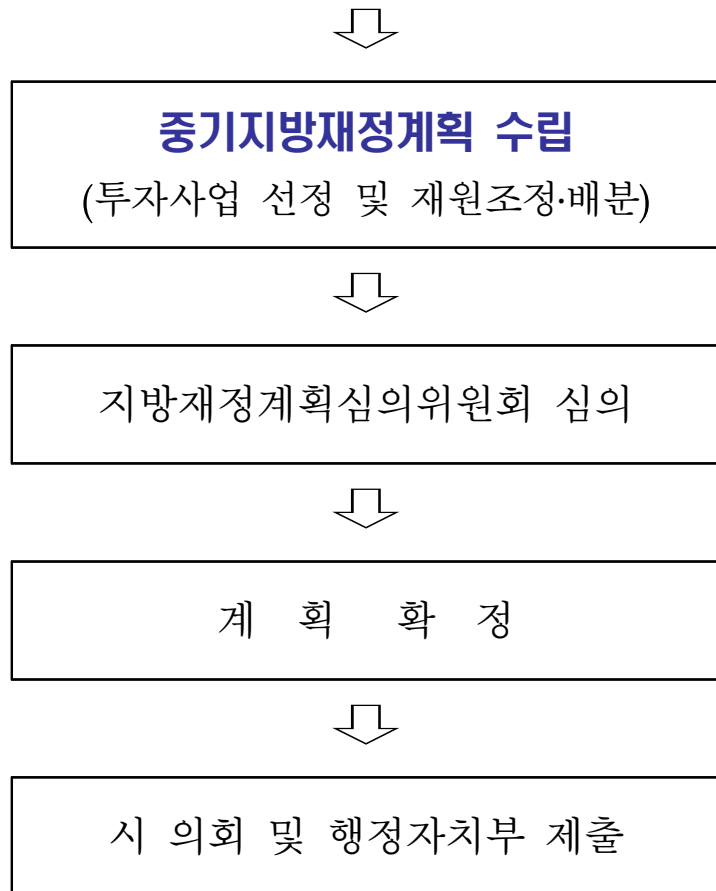 중기지방재정계획 수립
(투자사업 선정 및 재원조정·배분)
지방재정계획심의위원회 심의
계 획 확 정
시 의회 및 행정자치부 제출